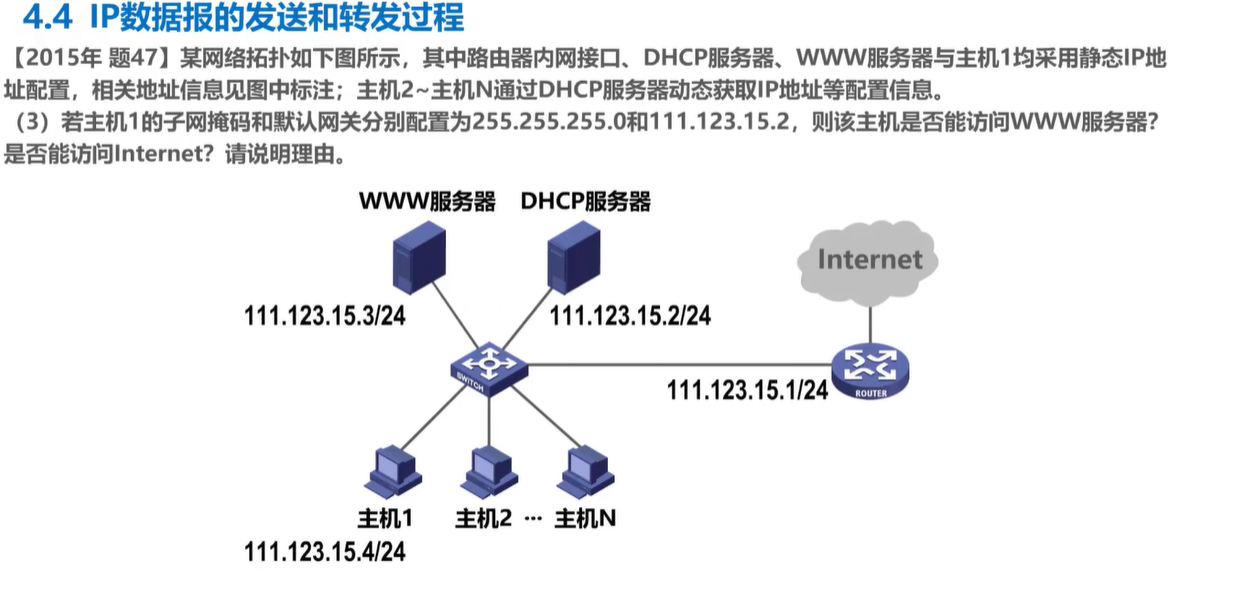 4.4 IP数据报的发送和转发过程
【2015年 题47】某网络拓扑如下图所示，其中路由器内网接口、DHCP服务器、WWW服务器与主机1均采用静态IP地
址配置，相关地址信息见图中标注；主机2~主机N通过DHCP服务器动态获取IP地址等配置信息。
（3）若主机1的子网掩码和默认网关分别配置为255.255.255.0和111.123.15.2，则该主机是否能访问WWW服务器？
是否能访问Internet？请说明理由。
WWW服务器 DHCP服务器
Internet
111.123.15.3/24 111.123.15.2/24
SWITCH
111.123.15.1/24 ROUTER
主机1 主机2 … 主机N
111.123.15.4/24